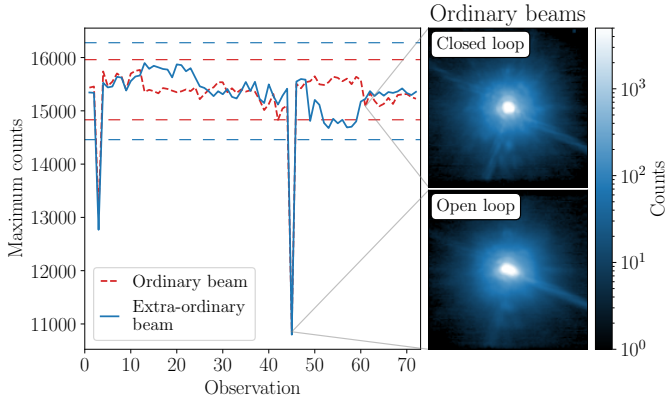 Ordinary beams
Closed loop
Open loop
16000
15000
14000
13000
12000
11000
Maximum counts
Ordinary beam
Extra-ordinary
beam
0 10 20 30 40 50 60 70
Observation
10³
10²
10¹
10⁰
Counts